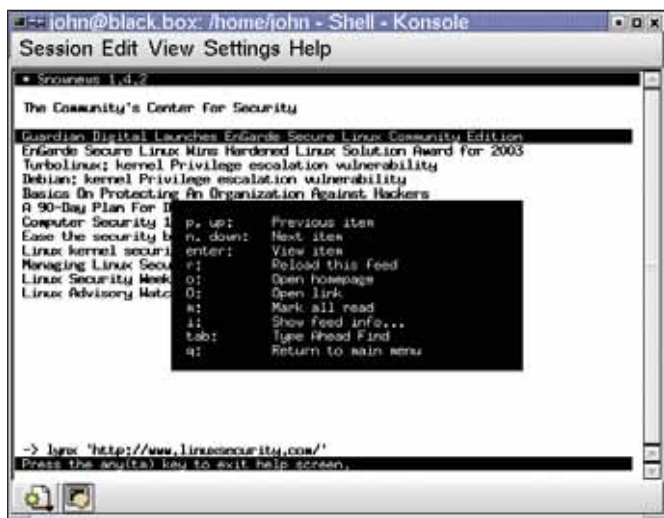 john@black.box: /home/john - Shell - Konsole
Session Edit View Settings Help
* Snownews 1.4.2
The Community's Center for Security
Guardian Digital Launches EnGarde Secure Linux Community Edition
EnGarde Secure Linux Wins Hardened Linux Solution Award for 2003
Turbolinux: kernel Privilege escalation vulnerability
Debian: kernel Privilege escalation vulnerability
Basics On Protecting An Organization Against Hackers
A 90-Day Plan For
Computer Security 1
Ease the security b
Linux kernel securi
Managing Linux Secu
Linux Security Week
Linux Advisory Watc
p, up: Previous item
n, down: Next item
enter: View item
r: Reload this feed
o: Open homepage
O: Open link
m: Mark all read
i: Show feed info...
tab: Type Ahead Find
q: Return to main menu
-> lynx 'http://www.linuxsecurity.com/'
Press the any(tm) key to exit help screen.